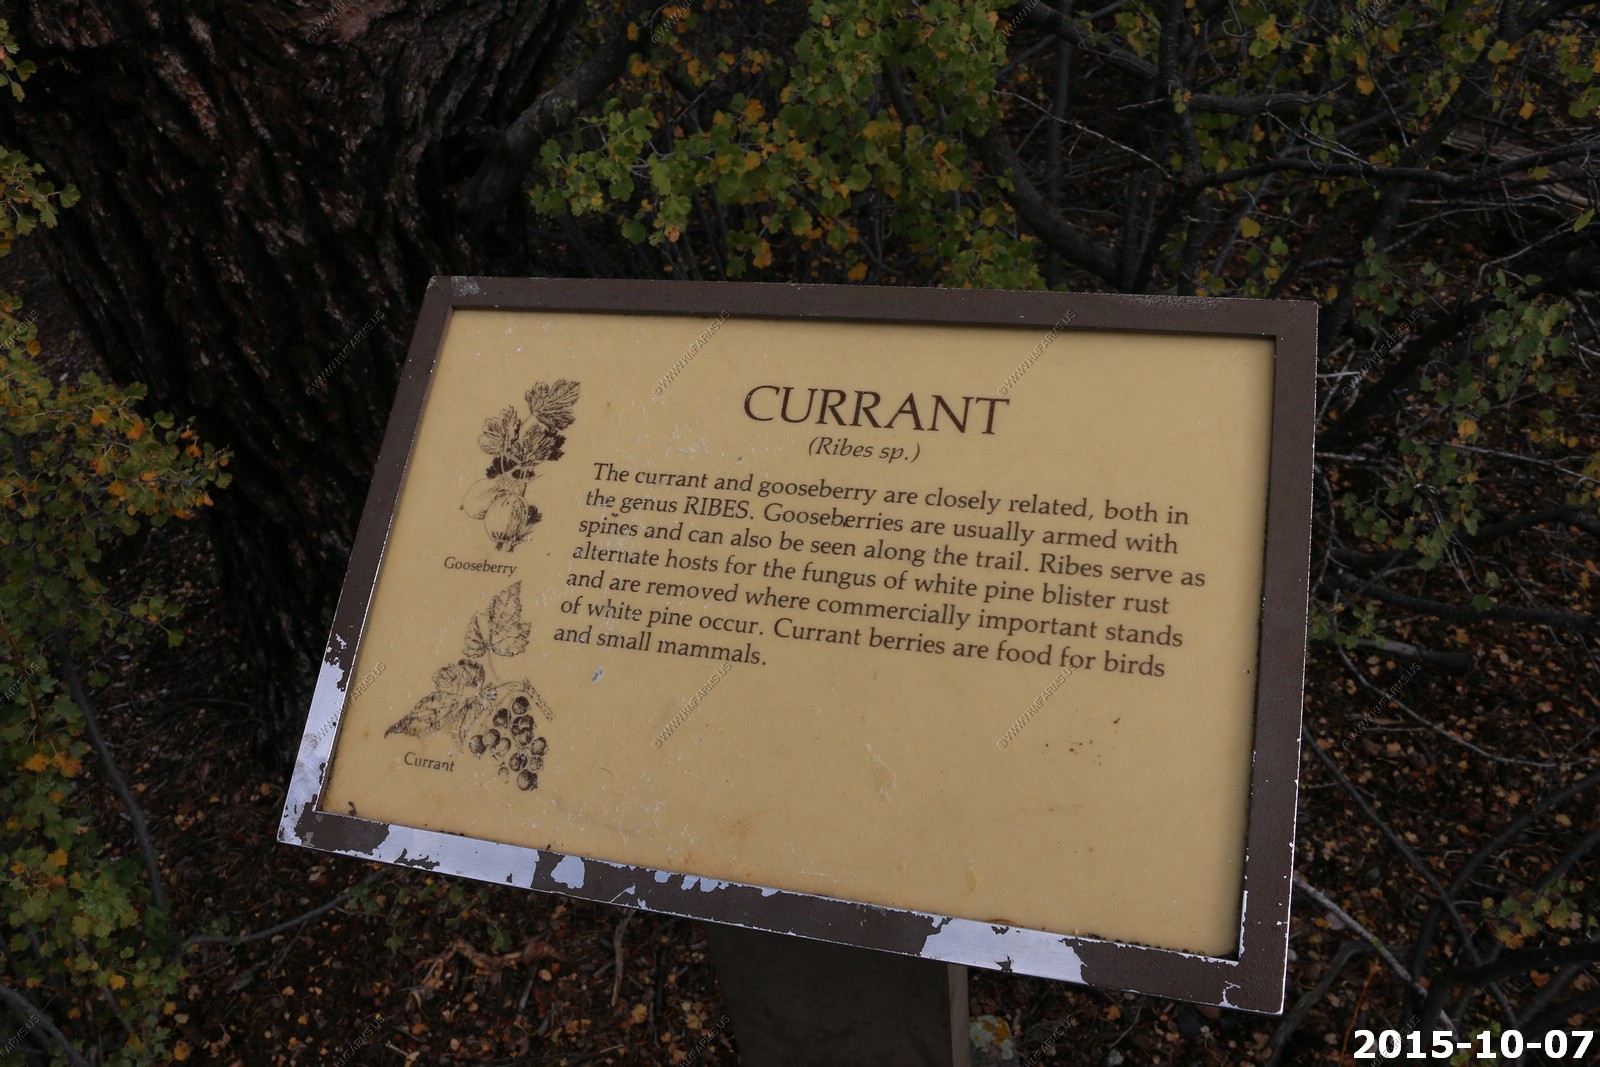 CURRANT
(Ribes sp.)
The currant and gooseberry are closely related, both in
the genus RIBES. Gooseberries are usually armed with
spines and can also be seen along the trail. Ribes serve as
alternate hosts for the fungus of white pine blister rust
and are removed where commercially important stands
of white pine occur. Currant berries are food for birds
and small mammals.
Gooseberry
Currant
©WWW.KMFARMS.US
2015-10-07